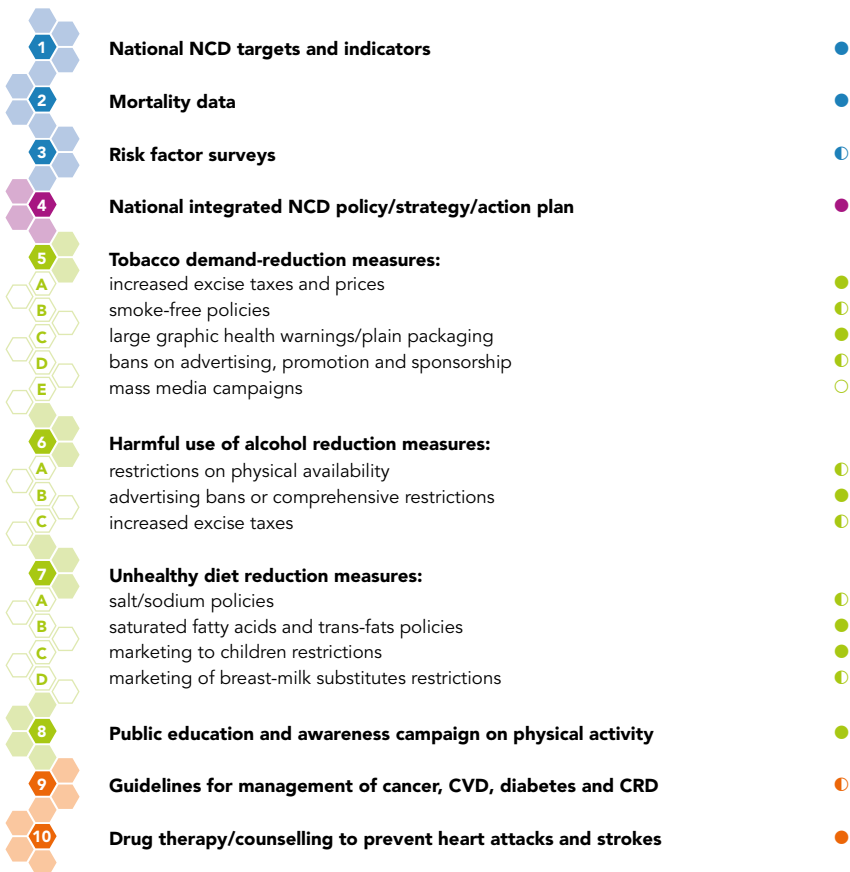 1 National NCD targets and indicators
2 Mortality data
3 Risk factor surveys
4 National integrated NCD policy/strategy/action plan
5 Tobacco demand-reduction measures:
A increased excise taxes and prices
B smoke-free policies
C large graphic health warnings/plain packaging
D bans on advertising, promotion and sponsorship
E mass media campaigns
6 Harmful use of alcohol reduction measures:
A restrictions on physical availability
B advertising bans or comprehensive restrictions
C increased excise taxes
7 Unhealthy diet reduction measures:
A salt/sodium policies
B saturated fatty acids and trans-fats policies
C marketing to children restrictions
D marketing of breast-milk substitutes restrictions
8 Public education and awareness campaign on physical activity
9 Guidelines for management of cancer, CVD, diabetes and CRD
10 Drug therapy/counselling to prevent heart attacks and strokes